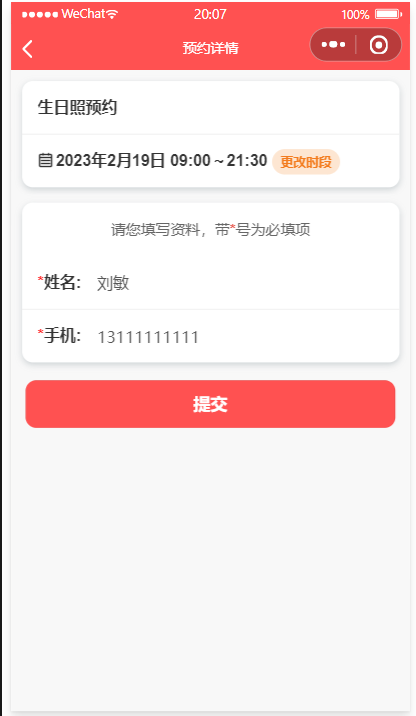 WeChat 20:07 100%
预约详情
生日照预约
2023年2月19日 09:00～21:30 更改时段
请您填写资料，带*号为必填项
*姓名： 刘敏
*手机： 13111111111
提交